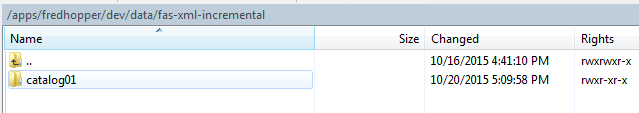 /apps/fredhopper/dev/data/fas-xml-incremental
Name Size Changed Rights
.. 10/16/2015 4:41:10 PM rwxrwxr-x
catalog01 10/20/2015 5:09:58 PM rwxr-xr-x